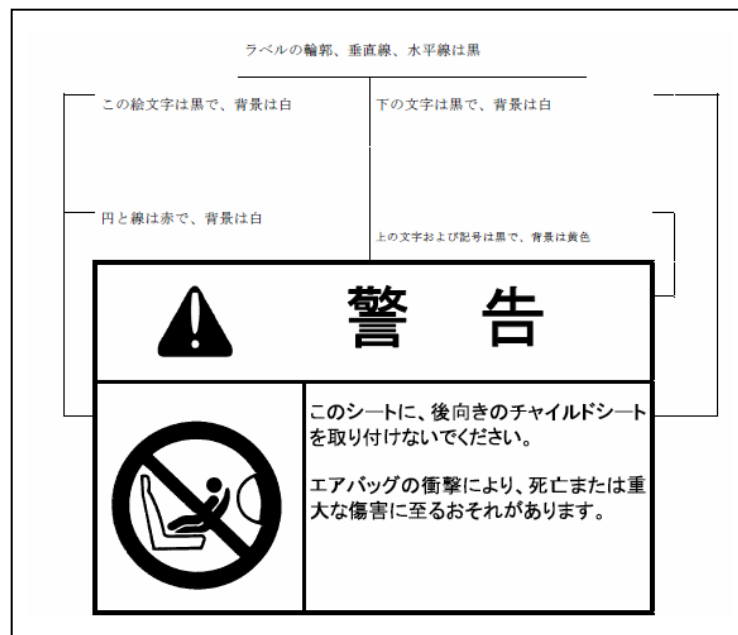 ラベルの輪郭、垂直線、水平線は黒
この絵文字は黒で、背景は白
下の文字は黒で、背景は白
円と線は赤で、背景は白
上の文字および記号は黒で、背景は黄色
警 告
このシートに、後向きのチャイルドシート
を取り付けないでください。
エアバッグの衝撃により、死亡または重
大な傷害に至るおそれがあります。